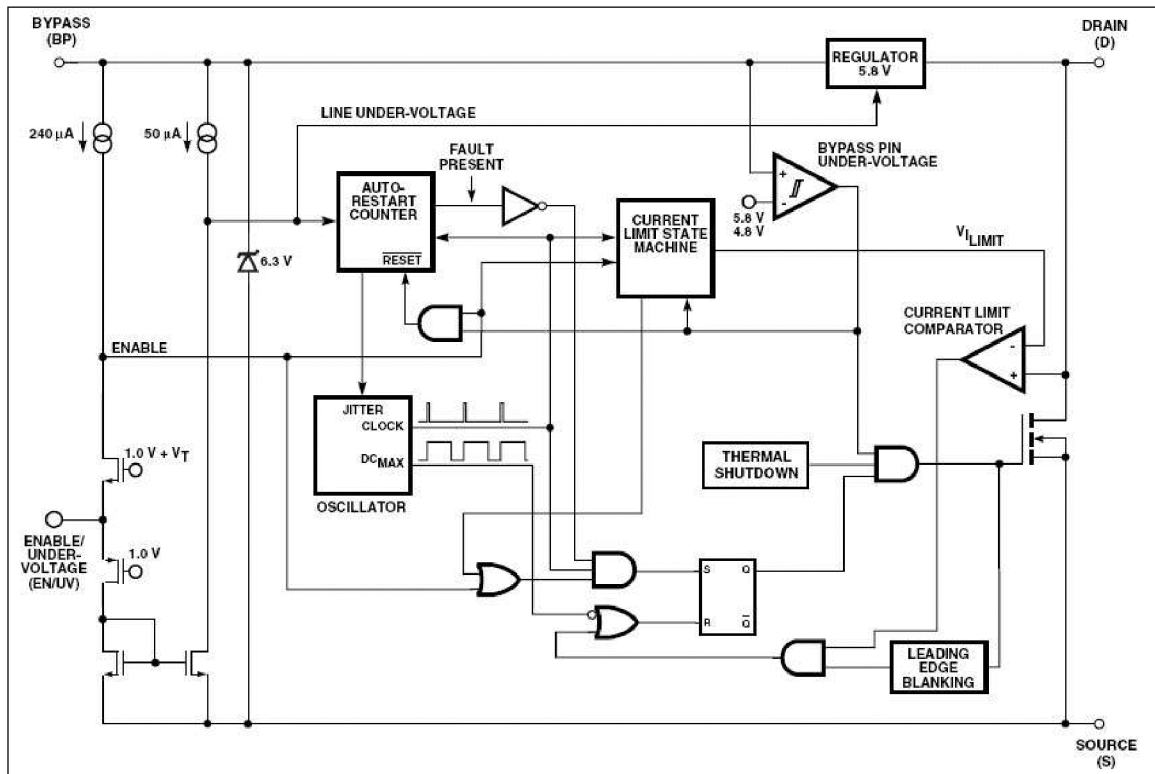 BYPASS
(BP)
DRAIN
(D)
REGULATOR
5.8 V
LINE UNDER-VOLTAGE
240 µA
50 µA
FAULT
PRESENT
BYPASS PIN
UNDER-VOLTAGE
+
-
5.8 V
4.8 V
AUTO-
RESTART
COUNTER
RESET
CURRENT
LIMIT STATE
MACHINE
VI LIMIT
6.3 V
CURRENT LIMIT
COMPARATOR
-
+
ENABLE
JITTER
CLOCK
DCMAX
OSCILLATOR
1.0 V + VT
THERMAL
SHUTDOWN
ENABLE/
UNDER-
VOLTAGE
(EN/UV)
1.0 V
S Q
R Q
LEADING
EDGE
BLANKING
SOURCE
(S)